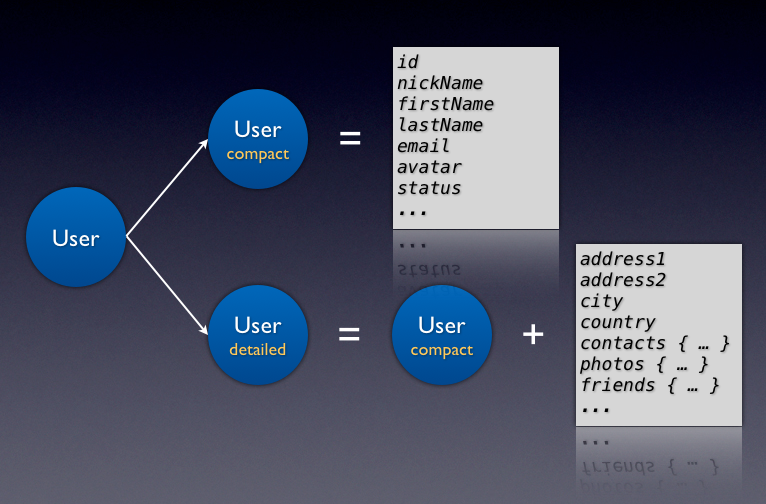 User
User
compact
=
id
nickName
firstName
lastName
email
avatar
status
...
User
detailed
=
User
compact
+
address1
address2
city
country
contacts { … }
photos { … }
friends { … }
...